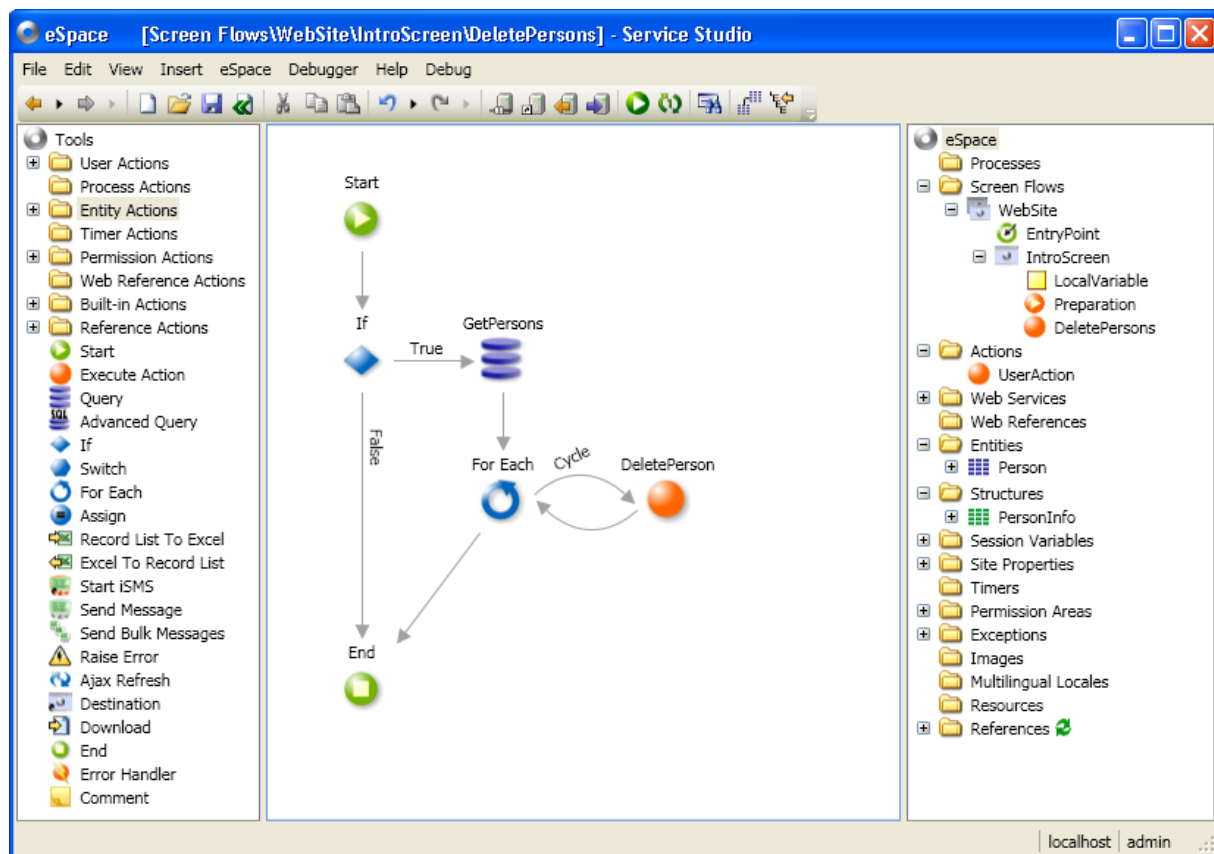 eSpace [Screen Flows\WebSite\IntroScreen\DeletePersons] - Service Studio
File Edit View Insert eSpace Debugger Help Debug
Tools
User Actions
Process Actions
Entity Actions
Timer Actions
Permission Actions
Web Reference Actions
Built-in Actions
Reference Actions
Start
Execute Action
Query
SQL
Advanced Query
If
Switch
For Each
Assign
Record List To Excel
Excel To Record List
Start iSMS
Send Message
Send Bulk Messages
Raise Error
Ajax Refresh
Destination
Download
End
Error Handler
Comment
Start
If
GetPersons
True
False
For Each
Cycle
DeletePerson
End
eSpace
Processes
Screen Flows
WebSite
EntryPoint
IntroScreen
LocalVariable
Preparation
DeletePersons
Actions
UserAction
Web Services
Web References
Entities
Person
Structures
PersonInfo
Session Variables
Site Properties
Timers
Permission Areas
Exceptions
Images
Multilingual Locales
Resources
References
localhost admin